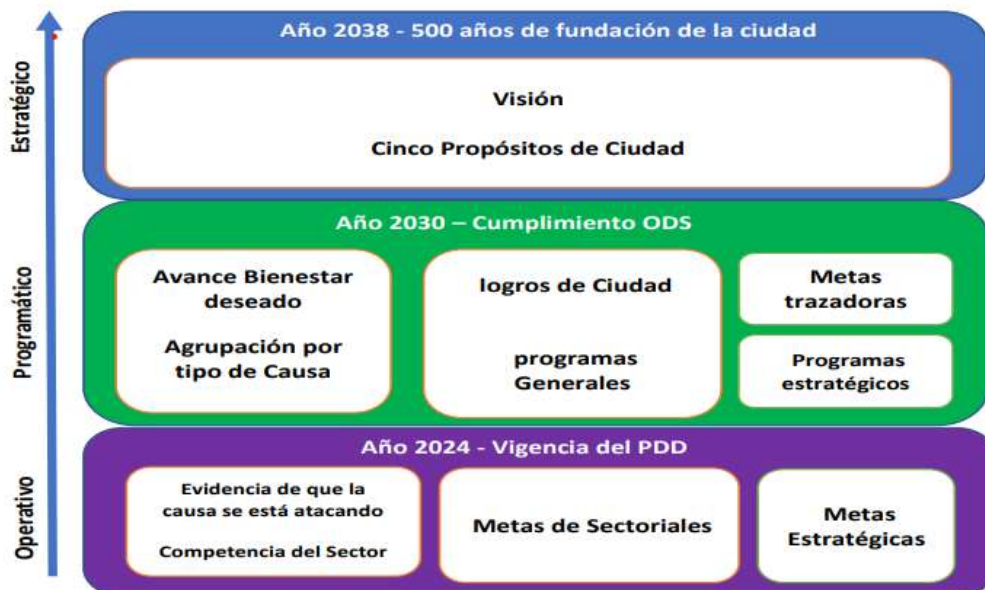 Estratégico
Año 2038 - 500 años de fundación de la ciudad
Visión
Cinco Propósitos de Ciudad
Programático
Año 2030 – Cumplimiento ODS
Avance Bienestar
deseado
Agrupación por
tipo de Causa
logros de Ciudad
programas
Generales
Metas
trazadoras
Programas
estratégicos
Operativo
Año 2024 - Vigencia del PDD
Evidencia de que la
causa se está atacando
Competencia del Sector
Metas de Sectoriales
Metas
Estratégicas